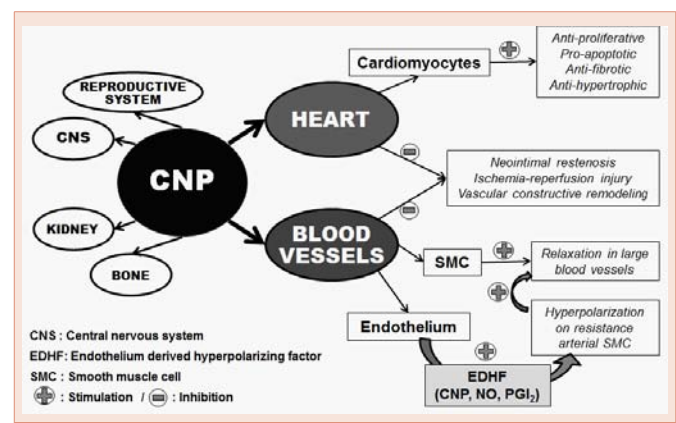 REPRODUCTIVE
SYSTEM
CNS
CNP
KIDNEY
BONE
HEART
BLOOD
VESSELS
Cardiomyocytes
Anti-proliferative
Pro-apoptotic
Anti-fibrotic
Anti-hypertrophic
Neointimal restenosis
Ischemia-reperfusion injury
Vascular constructive remodeling
SMC
Relaxation in large
blood vessels
Endothelium
Hyperpolarization
on resistance
arterial SMC
EDHF
(CNP, NO, PGI₂)
CNS : Central nervous system
EDHF: Endothelium derived hyperpolarizing factor
SMC : Smooth muscle cell
: Stimulation / : Inhibition